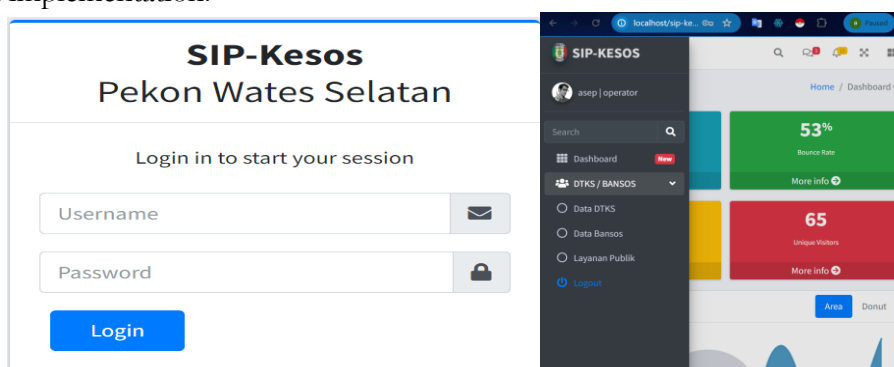 implementation.
SIP-Kesos
Pekon Wates Selatan
Login in to start your session
Username
Password
Login
localhost/sip-ke...
Paused
SIP-KESOS
asep | operator
Home / Dashboard
Search
Dashboard New
DTKS / BANSOS
Data DTKS
Data Bansos
Layanan Publik
Logout
53%
Bounce Rate
More info
65
Unique Visitors
More info
Area Donut